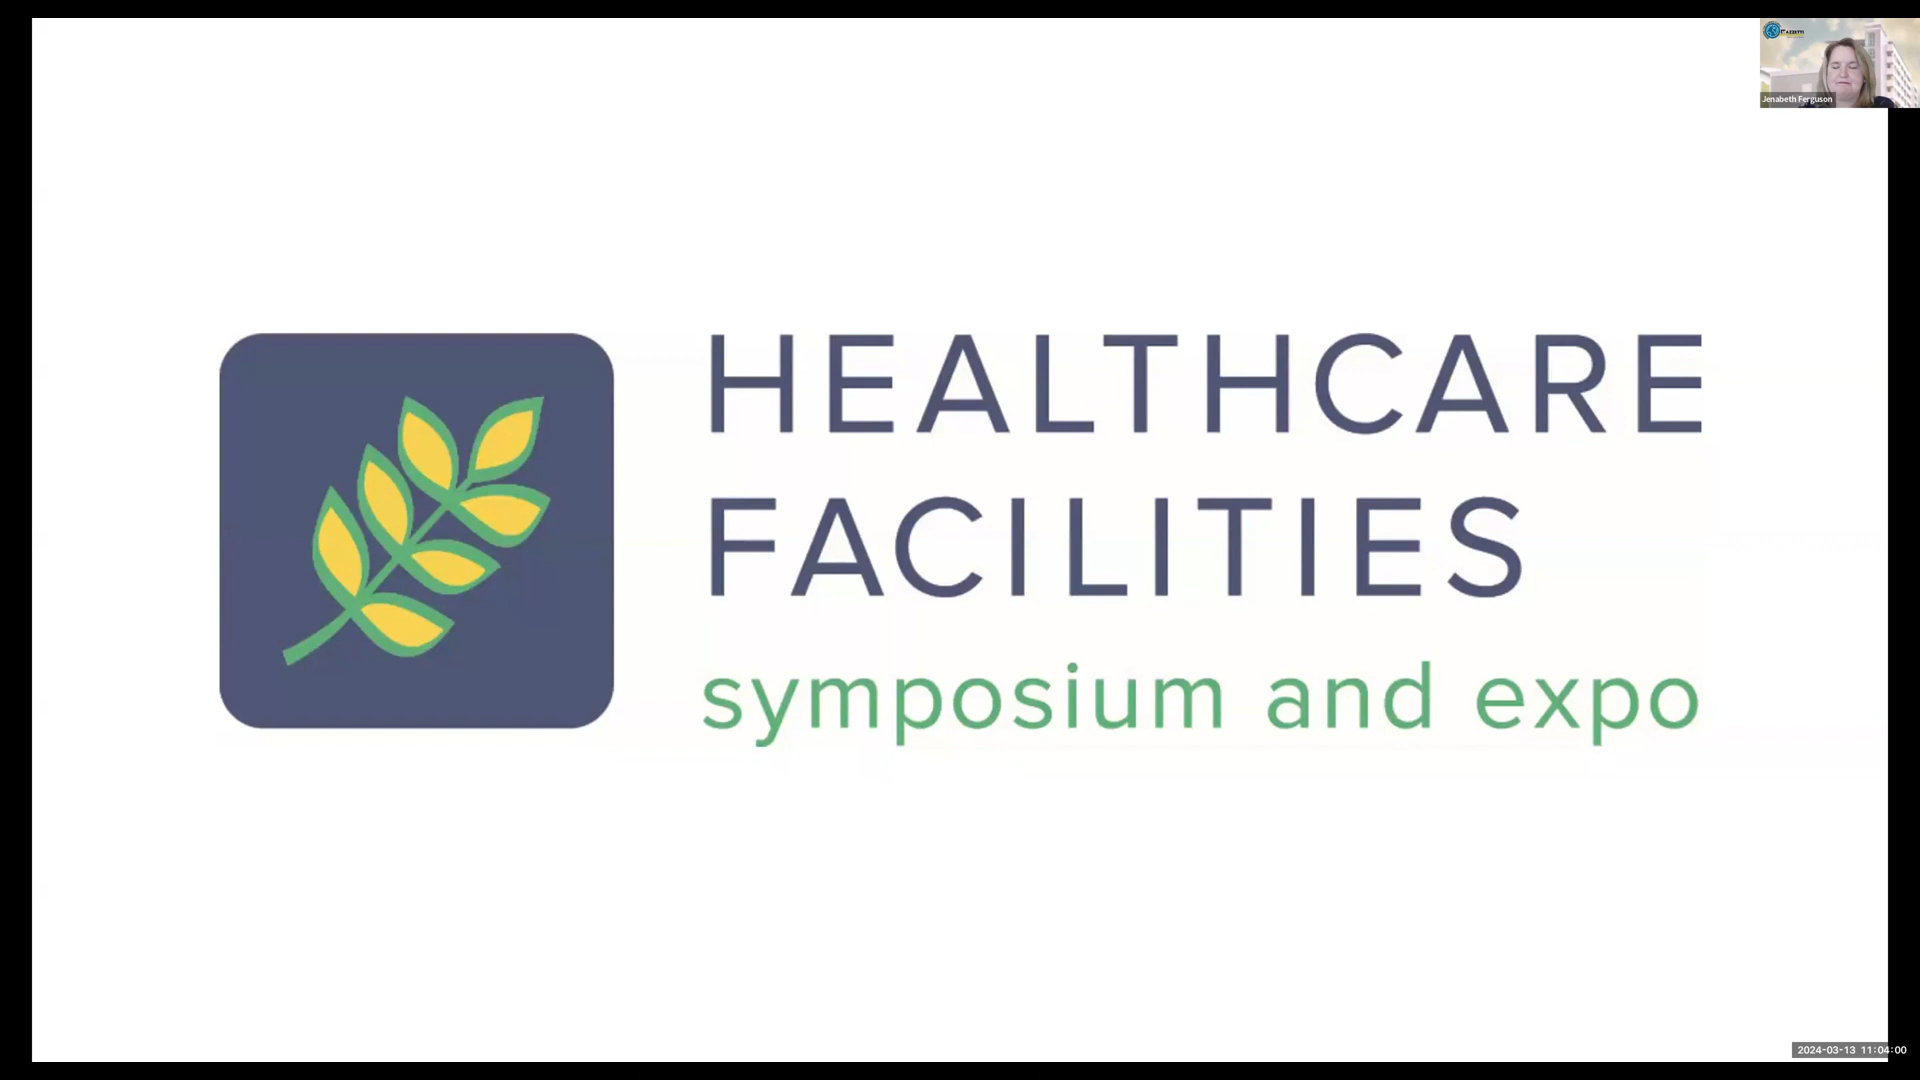 HEALTHCARE
FACILITIES
symposium and expo
Jenabeth Ferguson
2024-03-13 11:04:00